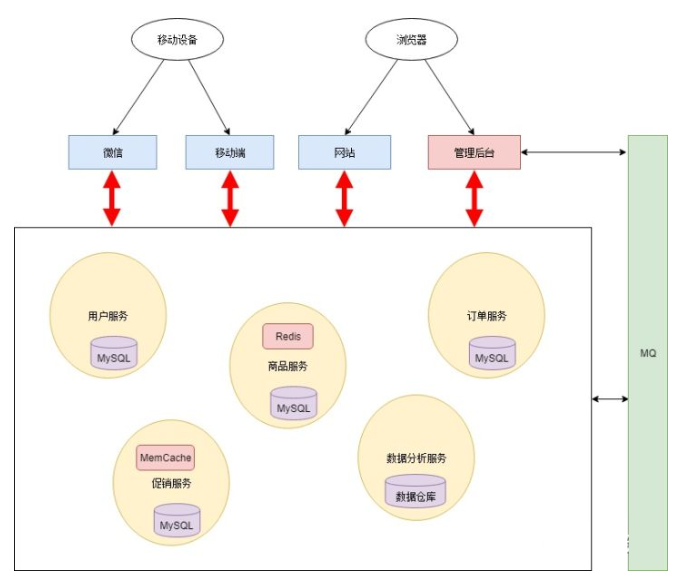 移动设备
浏览器
微信
移动端
网站
管理后台
用户服务
MySQL
Redis
商品服务
MySQL
订单服务
MySQL
MQ
MemCache
促销服务
MySQL
数据分析服务
数据仓库